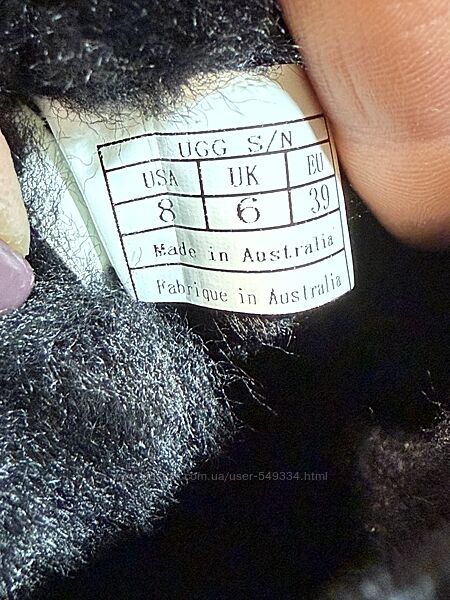 UGG S/N
USA UK EU
8 6 39
Made in Australia
Fabrique in Australia
.com.ua/user-549334.html